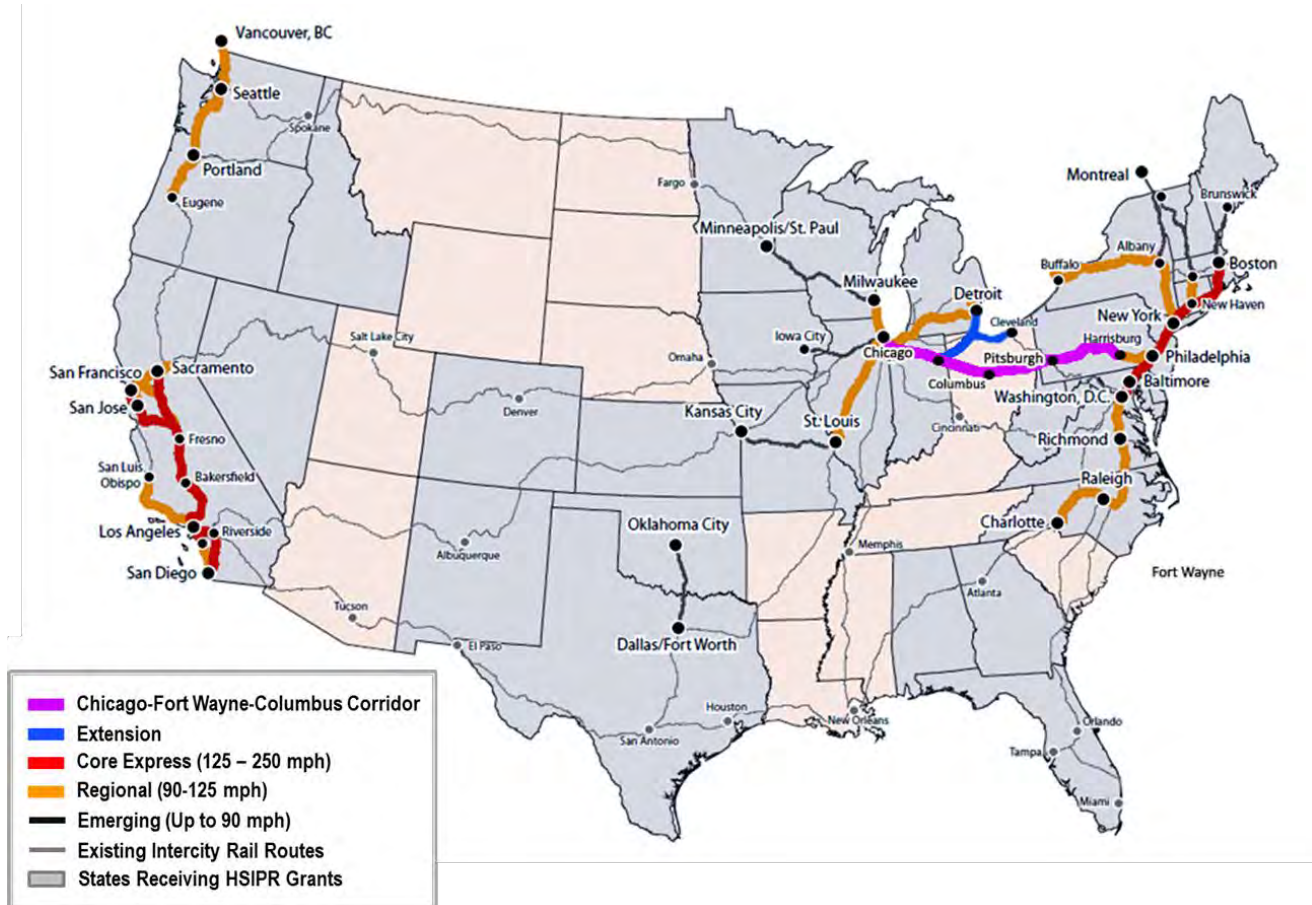 Vancouver, BC
Seattle
Spokane
Portland
Eugene
Fargo
Minneapolis/St. Paul
Milwaukee
Detroit
Cleveland
Chicago
Iowa City
Omaha
Salt Lake City
Denver
Kansas City
St. Louis
Columbus
Pittsburgh
Harrisburg
Cincinnati
Montreal
Brunswick
Albany
Buffalo
Boston
New Haven
New York
Philadelphia
Baltimore
Washington, D.C.
Richmond
Raleigh
Charlotte
Fort Wayne
San Francisco
Sacramento
San Jose
Fresno
San Luis
Obispo
Bakersfield
Los Angeles
Riverside
San Diego
Tucson
Albuquerque
El Paso
Oklahoma City
Dallas/Fort Worth
Memphis
Atlanta
Houston
San Antonio
New Orleans
Orlando
Tampa
Miami
Chicago-Fort Wayne-Columbus Corridor
Extension
Core Express (125 – 250 mph)
Regional (90-125 mph)
Emerging (Up to 90 mph)
Existing Intercity Rail Routes
States Receiving HSIPR Grants